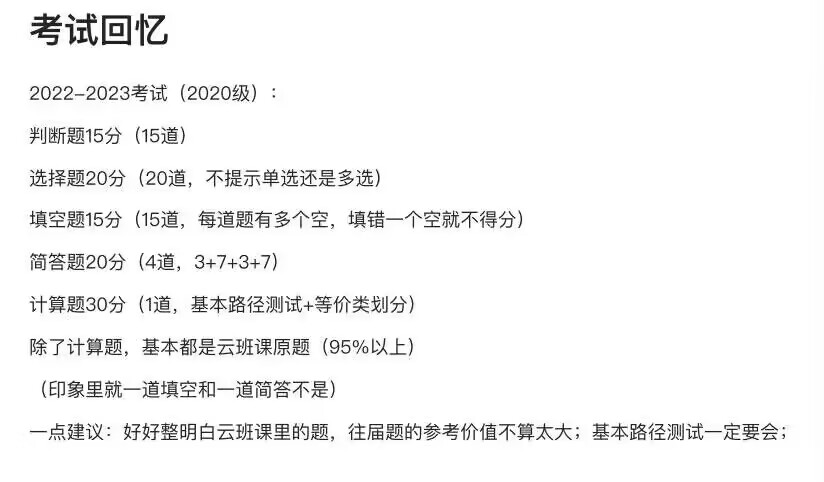 考试回忆
2022-2023考试（2020级）：
判断题15分（15道）
选择题20分（20道，不提示单选还是多选）
填空题15分（15道，每道题有多个空，填错一个空就不得分）
简答题20分（4道，3+7+3+7）
计算题30分（1道，基本路径测试+等价类划分）
除了计算题，基本都是云班课原题（95%以上）
（印象里就一道填空和一道简答不是）
一点建议：好好整明白云班课里的题，往届题的参考价值不算太大；基本路径测试一定要会；